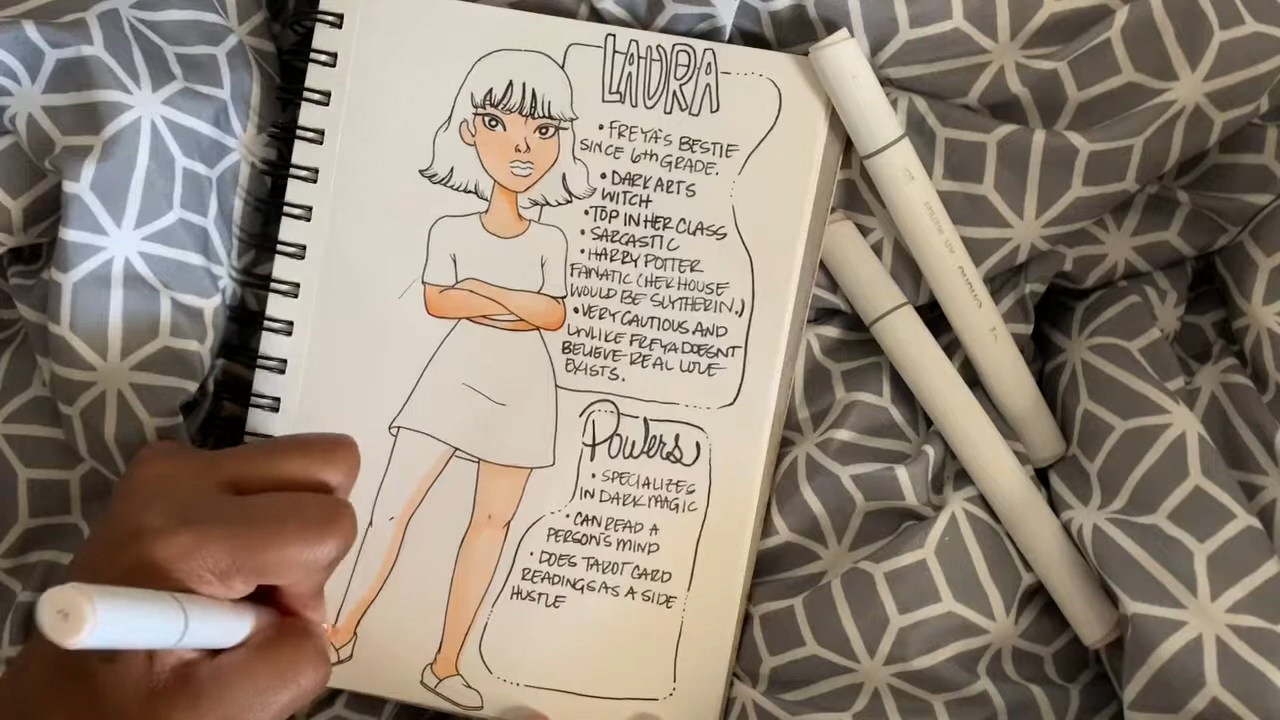 LAURA
• FREYA'S BESTIE
SINCE 6th GRADE.
• DARK ARTS
WITCH
• TOP IN HER CLASS
• SARCASTIC
• HARRY POTTER
FANATIC (HER HOUSE
WOULD BE SLYTHERIN.)
• VERY CAUTIOUS AND
UNLIKE FREYA DOESNT
BELIEVE REAL LOVE
EXISTS.
Powers
• SPECIALIZES
IN DARK MAGIC
• CAN READ A
PERSON'S MIND
• DOES TAROT CARD
READINGS AS A SIDE
HUSTLE